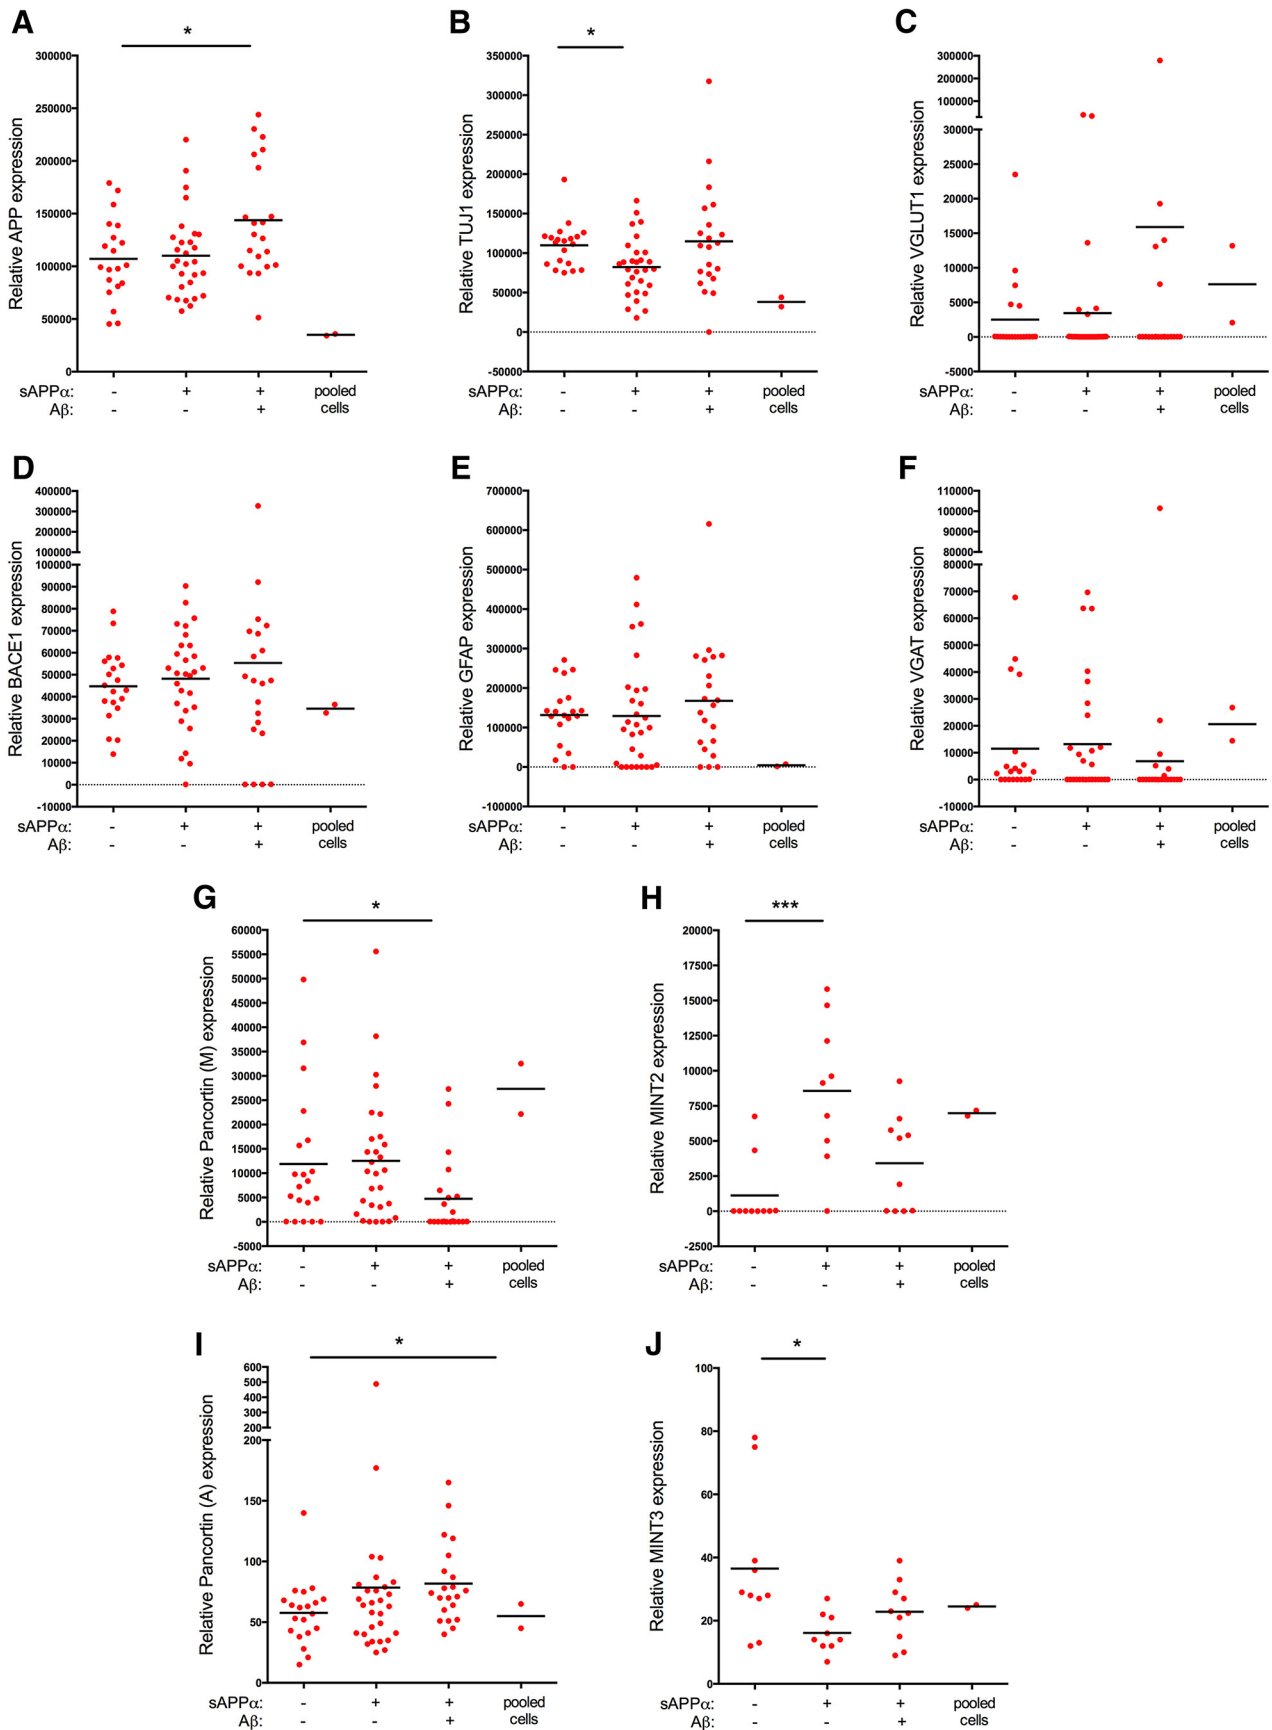 A
*
300000
250000
200000
150000
100000
50000
0
Relative APP expression
sAPPα: - + + pooled
Aβ: - - + cells
B
*
350000
300000
250000
200000
150000
100000
50000
0
-50000
Relative TUJ1 expression
- + + pooled
- - + cells
C
300000
200000
100000
30000
20000
10000
5000
0
-5000
Relative VGLUT1 expression
sAPPα: - + + pooled
Aβ: - - + cells
D
400000
300000
200000
100000
100000
90000
80000
70000
60000
50000
40000
30000
20000
10000
0
-10000
Relative BACE1 expression
sAPPα: - + + pooled
Aβ: - - + cells
E
700000
600000
500000
400000
300000
200000
100000
0
-100000
Relative GFAP expression
sAPPα: - + + pooled
Aβ: - - + cells
F
110000
100000
90000
80000
80000
70000
60000
50000
40000
30000
20000
10000
0
-10000
Relative VGAT expression
sAPPα: - + + pooled
Aβ: - - + cells
G
*
60000
55000
50000
45000
40000
35000
30000
25000
20000
15000
10000
5000
0
-5000
Relative Pancortin (M) expression
sAPPα: - + + pooled
Aβ: - - + cells
H
***
20000
17500
15000
12500
10000
7500
5000
2500
0
-2500
Relative MINT2 expression
sAPPα: - + + pooled
Aβ: - - + cells
I
*
600
500
400
300
200
200
150
100
50
0
Relative Pancortin (A) expression
sAPPα: - + + pooled
Aβ: - - + cells
J
*
100
80
60
40
20
0
Relative MINT3 expression
sAPPα: - + + pooled
Aβ: - - + cells